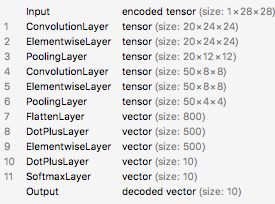 Input encoded tensor (size: 1×28×28)
1 ConvolutionLayer tensor (size: 20×24×24)
2 ElementwiseLayer tensor (size: 20×24×24)
3 PoolingLayer tensor (size: 20×12×12)
4 ConvolutionLayer tensor (size: 50×8×8)
5 ElementwiseLayer tensor (size: 50×8×8)
6 PoolingLayer tensor (size: 50×4×4)
7 FlattenLayer vector (size: 800)
8 DotPlusLayer vector (size: 500)
9 ElementwiseLayer vector (size: 500)
10 DotPlusLayer vector (size: 10)
11 SoftmaxLayer vector (size: 10)
Output decoded vector (size: 10)